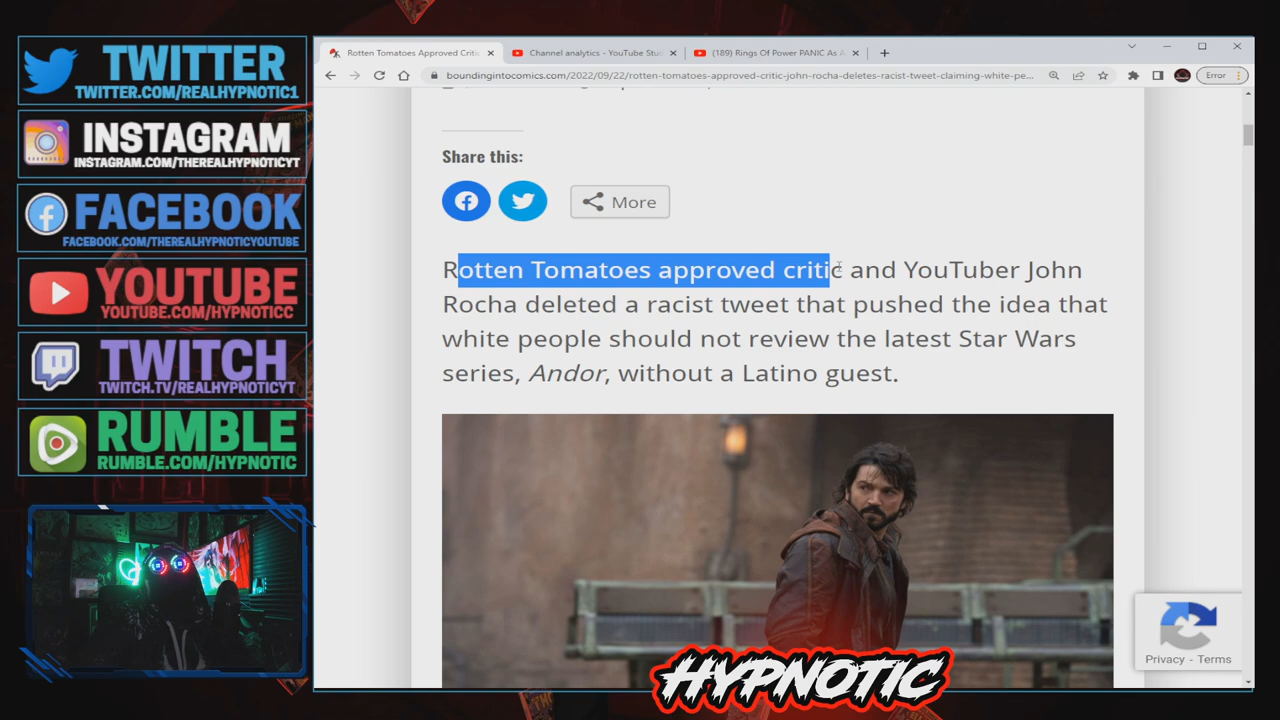 TWITTER
TWITTER.COM/REALHYPNOTIC1
INSTAGRAM
INSTAGRAM.COM/THEREALHYPNOTICYT
FACEBOOK
FACEBOOK.COM/THEREALHYPNOTICYOUTUBE
YOUTUBE
YOUTUBE.COM/HYPNOTICC
TWITCH
TWITCH.TV/REALHYPNOTICYT
RUMBLE
RUMBLE.COM/HYPNOTIC
Rotten Tomatoes Approved Critic
Channel analytics - YouTube Stu
(189) Rings Of Power PANIC As A
boundingintocomics.com/2022/09/22/rotten-tomatoes-approved-critic-john-rocha-deletes-racist-tweet-claiming-white-pe...
Error
Share this:
More
Rotten Tomatoes approved critic and YouTuber John
Rocha deleted a racist tweet that pushed the idea that
white people should not review the latest Star Wars
series, Andor, without a Latino guest.
Privacy - Terms
HYPNOTIC